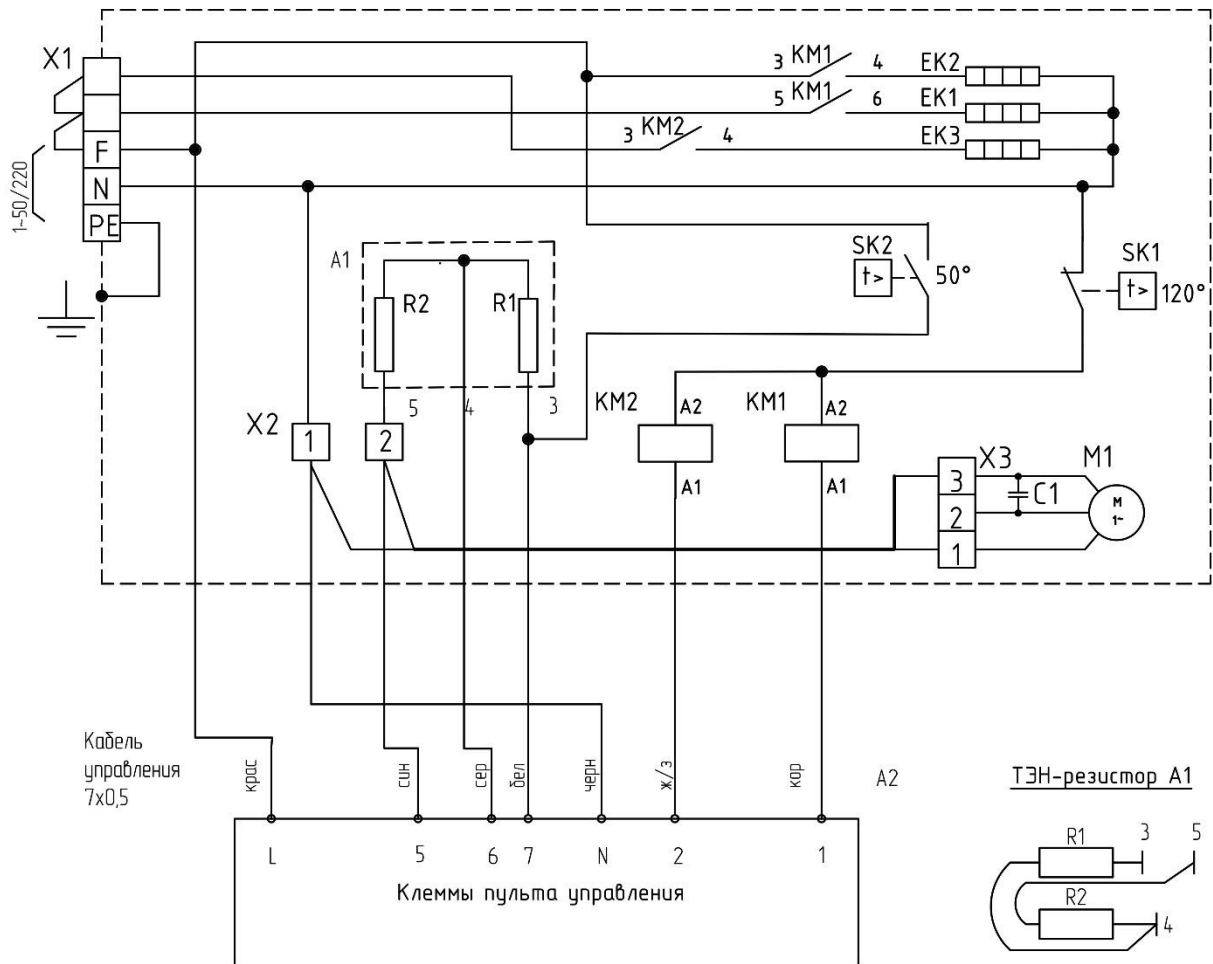 X1
3 KM1 4 EK2
5 KM1 6 EK1
3 KM2 4 EK3
F
N
PE
1~50/220
A1
R2
R1
SK2
t>
50°
SK1
t>
120°
5
4
3
X2
1
2
KM2
A2
A1
KM1
A2
A1
X3
3
2
1
C1
M1
M
1~
Кабель
управления
7x0,5
крас
син
сер
бел
черн
ж/з
кор
A2
L 5 6 7 N 2 1
Клеммы пульта управления
ТЭН-резистор А1
R1
3
5
R2
4